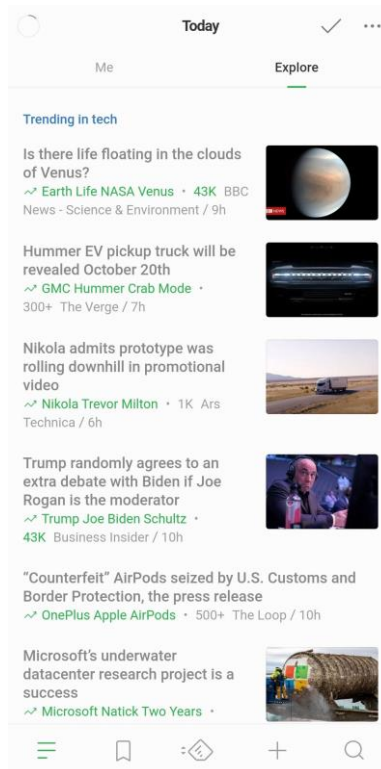 Today
Me
Explore
Trending in tech
Is there life floating in the clouds
of Venus?
Earth Life NASA Venus • 43K BBC
News - Science & Environment / 9h
Hummer EV pickup truck will be
revealed October 20th
GMC Hummer Crab Mode •
300+ The Verge / 7h
Nikola admits prototype was
rolling downhill in promotional
video
Nikola Trevor Milton • 1K Ars
Technica / 6h
Trump randomly agrees to an
extra debate with Biden if Joe
Rogan is the moderator
Trump Joe Biden Schultz •
43K Business Insider / 10h
“Counterfeit” AirPods seized by U.S. Customs and
Border Protection, the press release
OnePlus Apple AirPods • 500+ The Loop / 10h
Microsoft’s underwater
datacenter research project is a
success
Microsoft Natick Two Years •